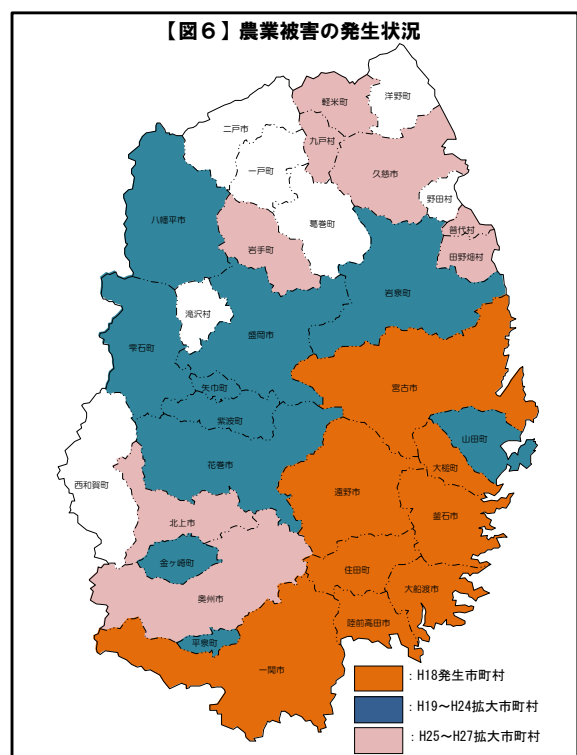 【図６】農業被害の発生状況
洋野町
軽米町
二戸市
九戸村
一戸町
久慈市
野田村
八幡平市
葛巻町
普代村
岩手町
田野畑村
岩泉町
滝沢村
盛岡市
雫石町
宮古市
矢巾町
紫波町
山田町
花巻市
大槌町
西和賀町
遠野市
釜石市
北上市
金ヶ崎町
住田町
大船渡市
奥州市
陸前高田市
平泉町
一関市
：H18発生市町村
：H19～H24拡大市町村
：H25～H27拡大市町村